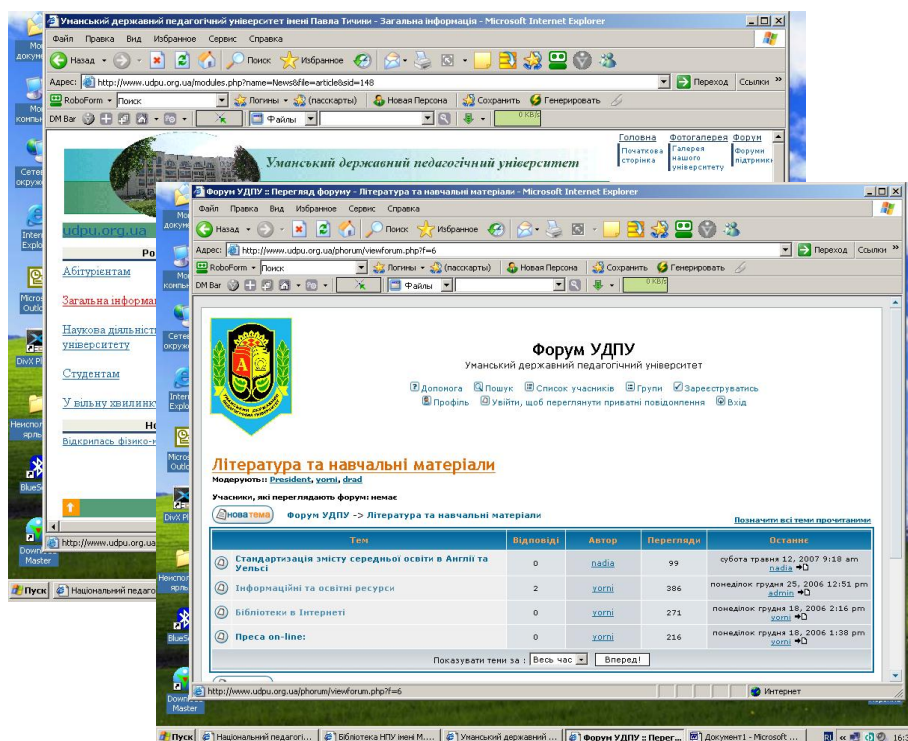 Уманський державний педагогічний університет імені Павла Тичини - Загальна інформація - Microsoft Internet Explorer
Файл Правка Вид Избранное Сервис Справка
Назад Поиск Избранное
Адрес: http://www.udpu.org.ua/modules.php?name=News&file=article&sid=148 Переход Ссылки »
RoboForm Поиск Логины (пасскарты) Новая Персона Сохранить Генерировать
DM Bar Файлы 0 КВ/s
Уманський державний педагогічний університет
Головна Фотогалерея Форум
Початкова сторінка
Галерея нашого університету
Форуми
udpu.org.ua
Абітурієнтам
Загальна
Наукова
університету
Студентам
У вільну
Відкрилась
http://www.udpu.org.ua
Пуск
Форум УДПУ :: Перегляд форуму - Література та навчальні матеріали - Microsoft Internet Explorer
Файл Правка Вид Избранное Сервис Справка
Назад Поиск Избранное
Адрес: http://www.udpu.org.ua/phorum/viewforum.php?f=6 Переход Ссылки »
RoboForm Поиск Логины (пасскарты) Новая Персона Сохранить Генерировать
DM Bar Файлы 0 КВ/s
Форум УДПУ
Уманський державний педагогічний університет
Допомога Пошук Список учасників Групи Зареєструватись
Профіль Увійти, щоб переглянути приватні повідомлення Вхід
Література та навчальні матеріали
Модерують:: President, yorni, drad
Учасники, які переглядають форум: немає
нова тема Форум УДПУ -> Література та навчальні матеріали Позначити всі теми прочитаними
Тем Відповіді Автор Перегляди Останнє
Стандартизація змісту середньої освіти в Англії та Уельсі 0 nadia 99 субота травня 12, 2007 9:18 am nadia
Інформаційні та освітні ресурси 2 yorni 386 понеділок грудня 25, 2006 12:51 pm admin
Бібліотеки в Інтернеті 0 yorni 271 понеділок грудня 18, 2006 2:16 pm yorni
Преса on-line: 0 yorni 216 понеділок грудня 18, 2006 1:38 pm yorni
Показувати теми за : Весь час Вперед!
http://www.udpu.org.ua/phorum/viewforum.php?f=6 Интернет
Download Master
Пуск Національний педагогі... Бібліотека НПУ імені М.... Уманський державний ... Форум УДПУ :: Перег... Документ1 - Microsoft ...